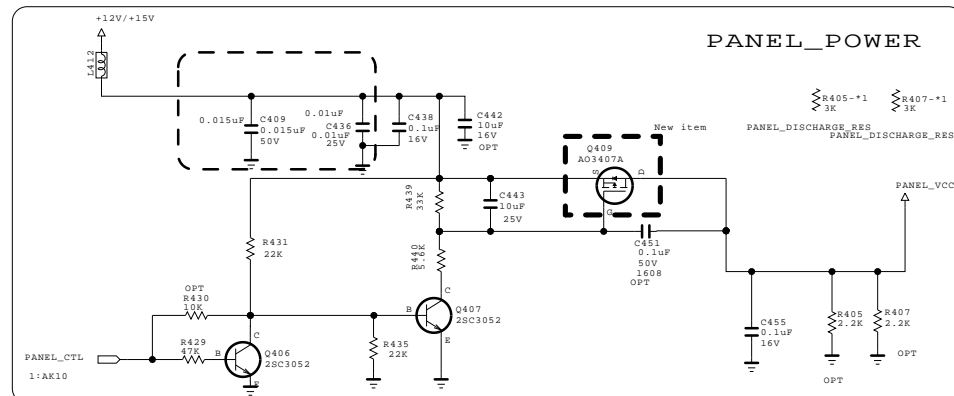 +12V/+15V
PANEL_POWER
L412
0.015uF
C409
0.015uF
50V
0.01uF
C436
0.01uF
25V
C438
0.1uF
16V
C442
10uF
16V
OPT
R405-*1
3K
R407-*1
3K
PANEL_DISCHARGE_RES
PANEL_DISCHARGE_RES
New item
Q409
AO3407A
S
D
G
R439
33K
C443
10uF
25V
PANEL_VCC
R431
22K
R440
5.6K
C451
0.1uF
50V
1608
OPT
OPT
R430
10K
C
B
Q407
2SC3052
E
C455
0.1uF
16V
R405
2.2K
OPT
R407
2.2K
OPT
PANEL_CTL
1:AK10
R429
47K
B
C
Q406
2SC3052
E
R435
22K